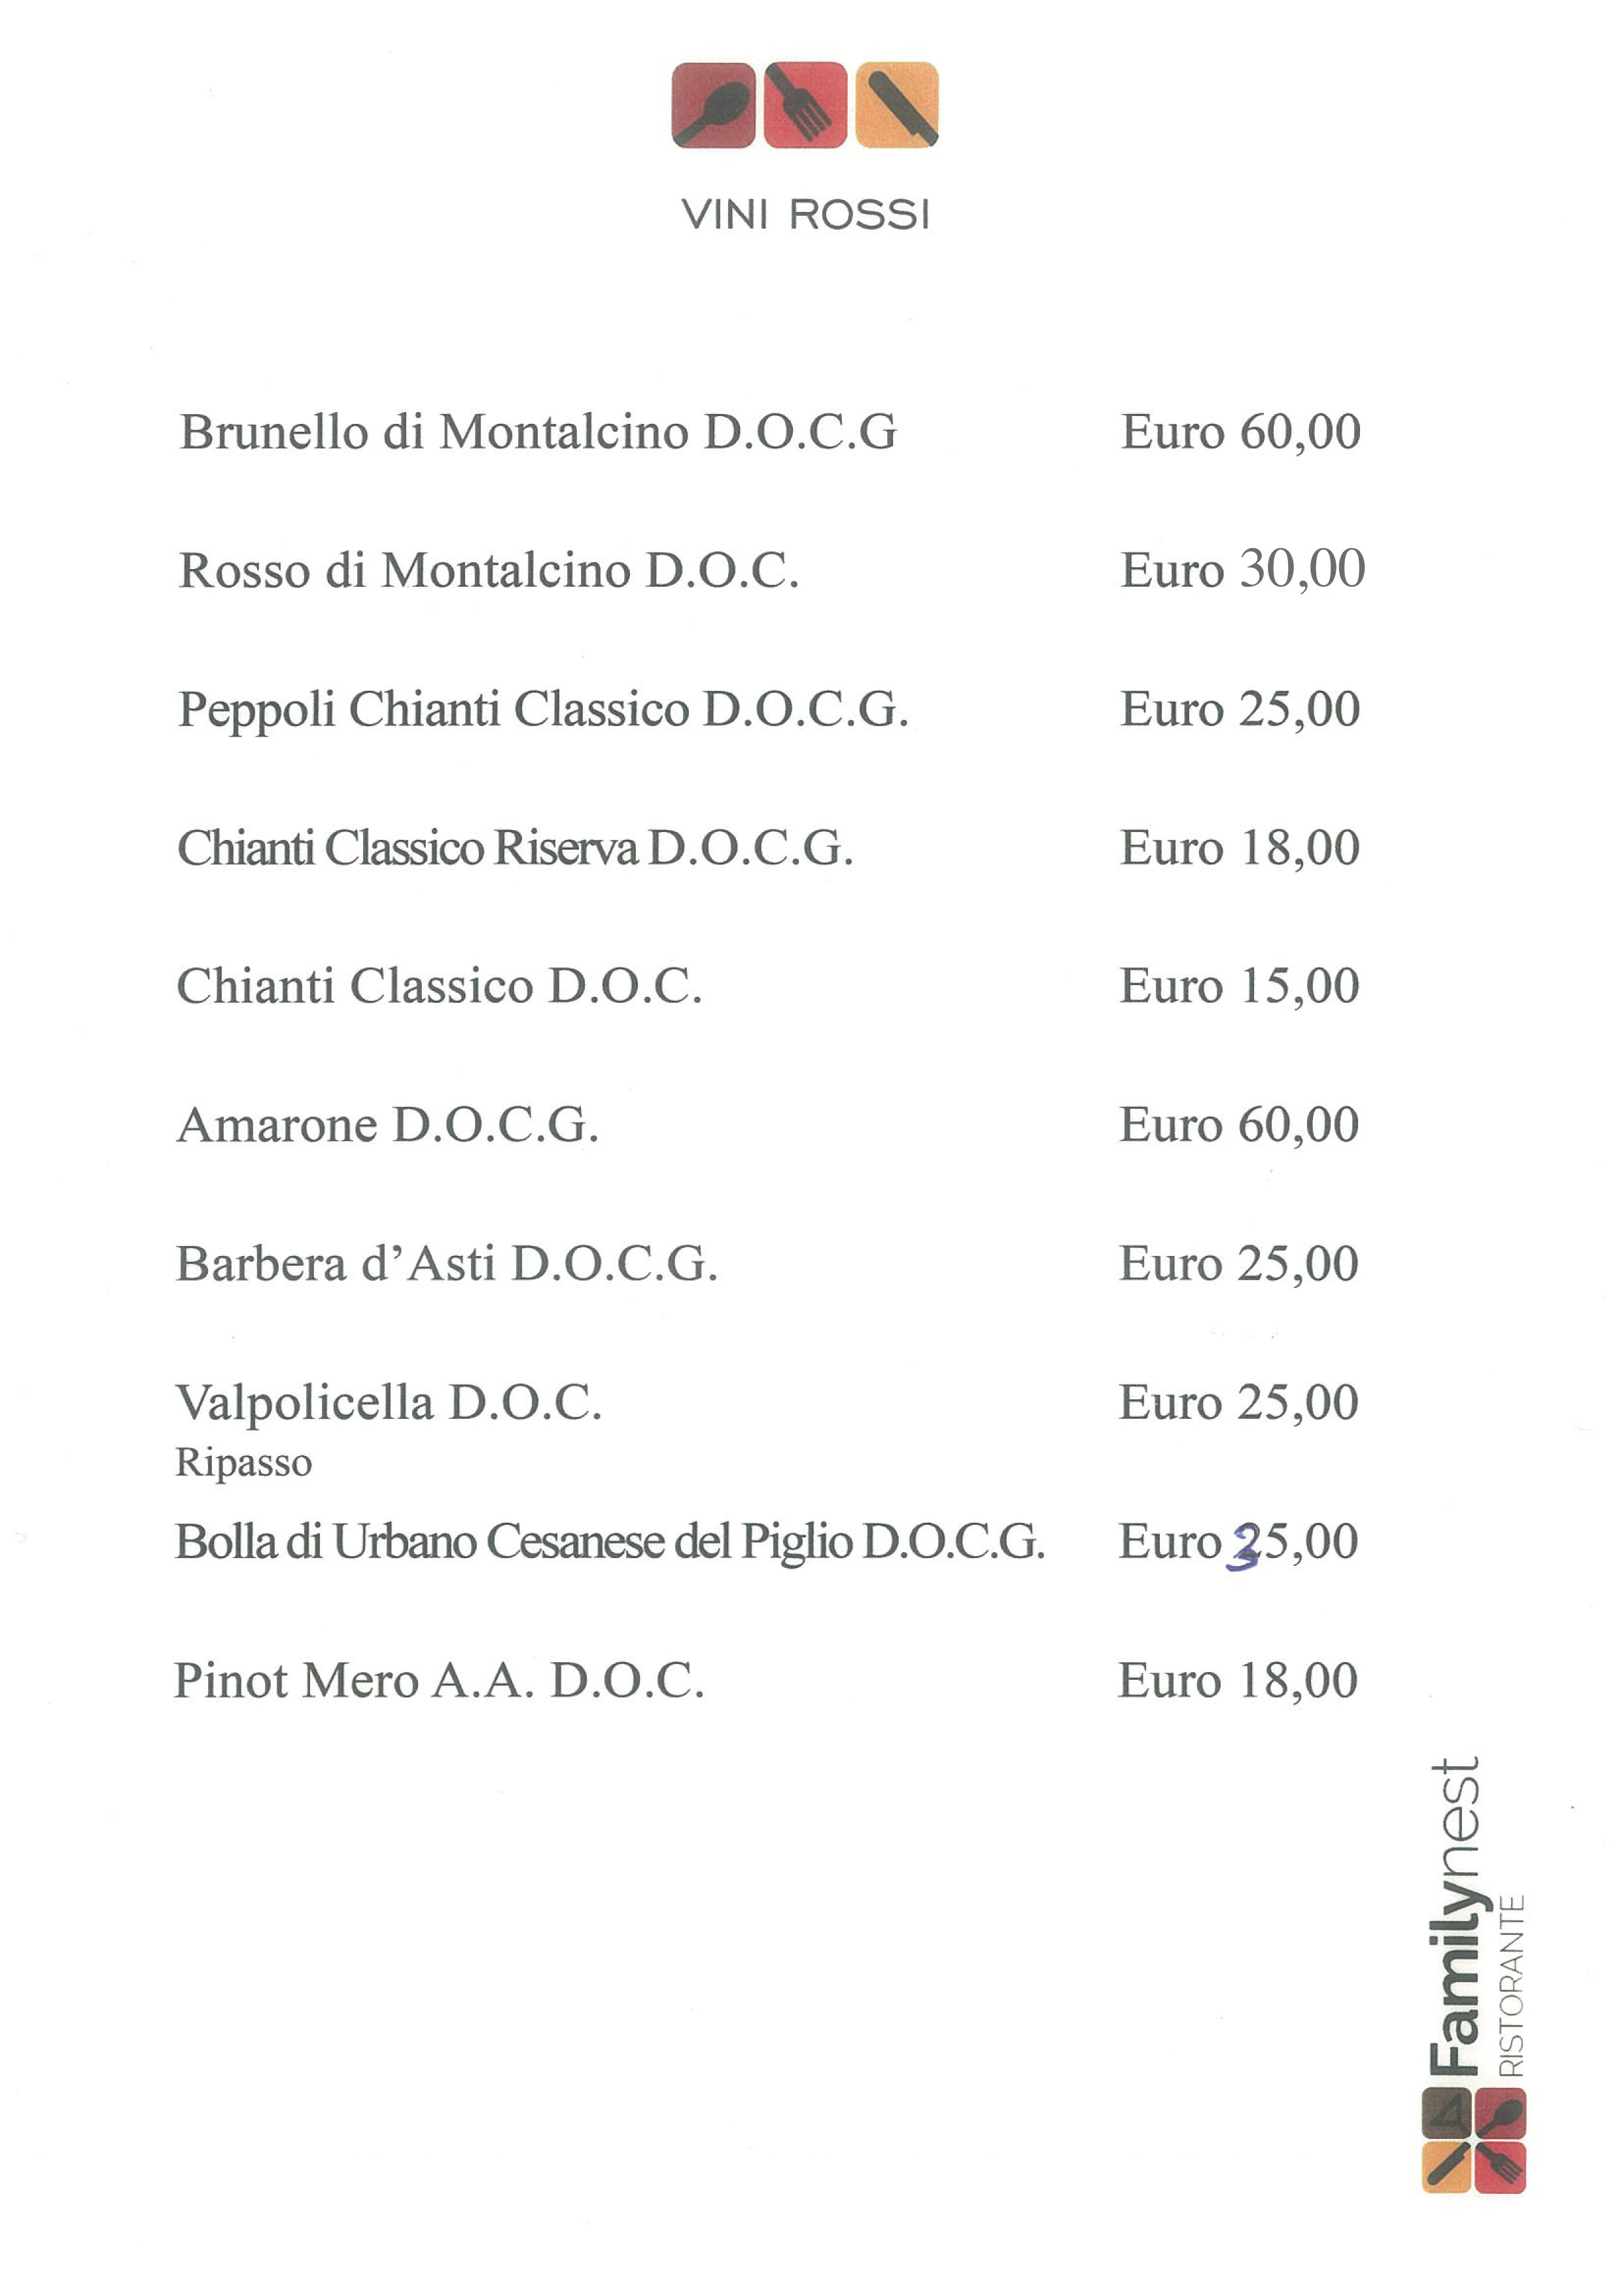 VINI ROSSI
Brunello di Montalcino D.O.C.G Euro 60,00
Rosso di Montalcino D.O.C. Euro 30,00
Peppoli Chianti Classico D.O.C.G. Euro 25,00
Chianti Classico Riserva D.O.C.G. Euro 18,00
Chianti Classico D.O.C. Euro 15,00
Amarone D.O.C.G. Euro 60,00
Barbera d’Asti D.O.C.G. Euro 25,00
Valpolicella D.O.C. Euro 25,00
Ripasso
Bolla di Urbano Cesanese del Piglio D.O.C.G. Euro 35,00
Pinot Mero A.A. D.O.C. Euro 18,00
Familynest
RISTORANTE